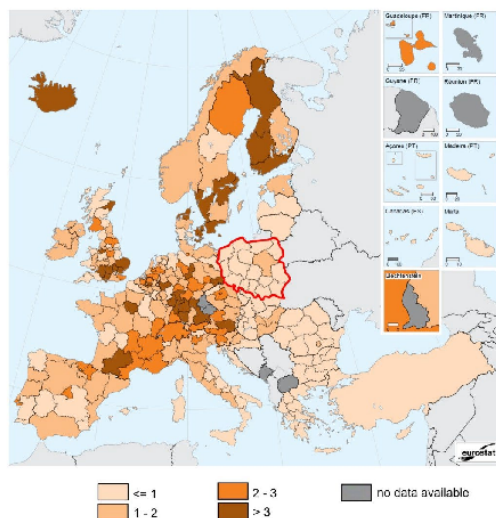 Guadeloupe (FR)
Martinique (FR)
Guyane (FR)
Réunion (FR)
Açores (PT)
Madeira (PT)
Malta
Liechtenstein
eurostat
<= 1
2 - 3
no data available
1 - 2
> 3